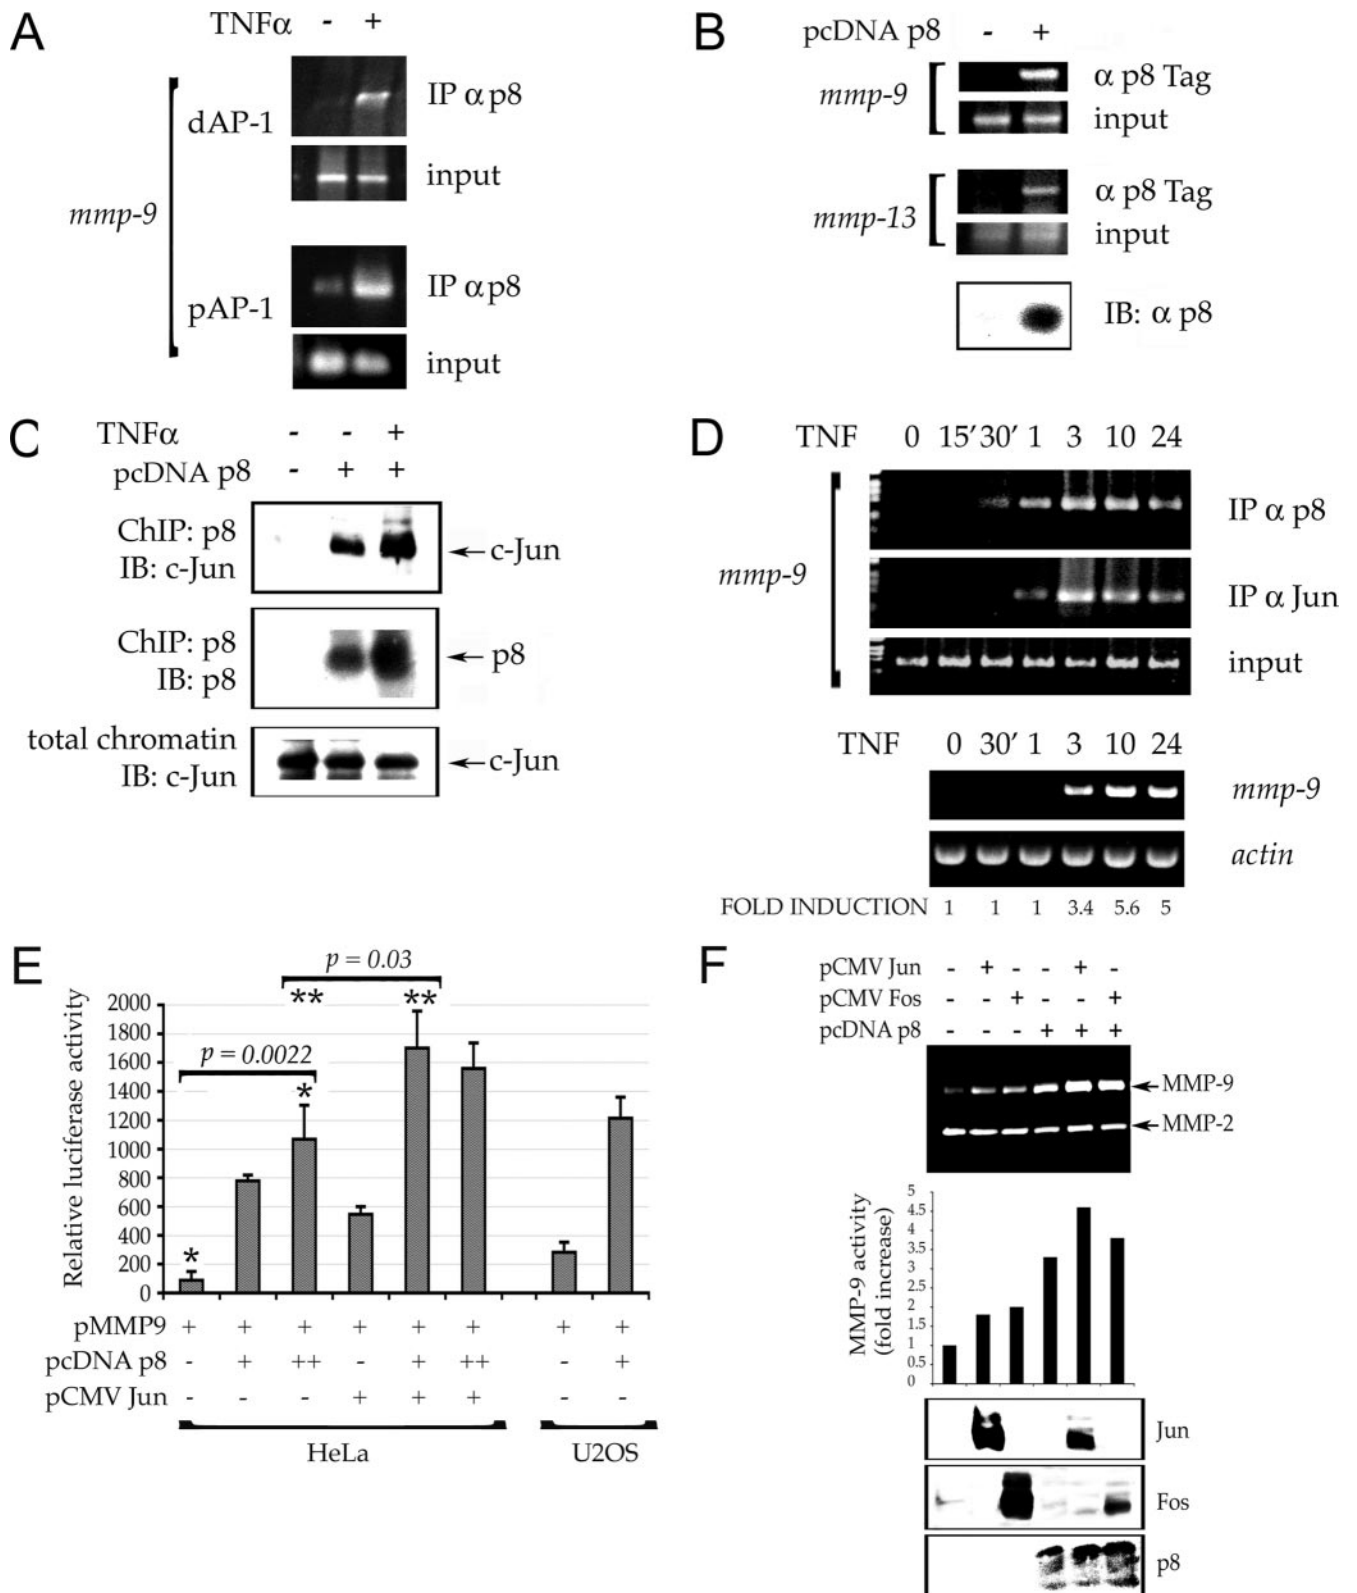 A
TNFα - +
mmp-9
dAP-1
IP αp8
input
pAP-1
IP αp8
input
B
pcDNA p8 - +
mmp-9
α p8 Tag
input
mmp-13
α p8 Tag
input
IB: α p8
C
TNFα - - +
pcDNA p8 - + +
ChIP: p8
IB: c-Jun
c-Jun
ChIP: p8
IB: p8
p8
total chromatin
IB: c-Jun
c-Jun
D
TNF 0 15′ 30′ 1 3 10 24
mmp-9
IP α p8
IP α Jun
input
TNF 0 30′ 1 3 10 24
mmp-9
actin
FOLD INDUCTION 1 1 1 3.4 5.6 5
E
p = 0.03
p = 0.0022
** **
* *
Relative luciferase activity
2000
1800
1600
1400
1200
1000
800
600
400
200
0
pMMP9 + + + + + + + +
pcDNA p8 - + ++ - + ++ - +
pCMV Jun - - - + + + - -
HeLa U2OS
F
pCMV Jun - + - - + -
pCMV Fos - - + - - +
pcDNA p8 - - - + + +
MMP-9
MMP-2
MMP-9 activity
(fold increase)
5
4.5
3.5
3
2.5
2
1.5
1
0.5
0
Jun
Fos
p8